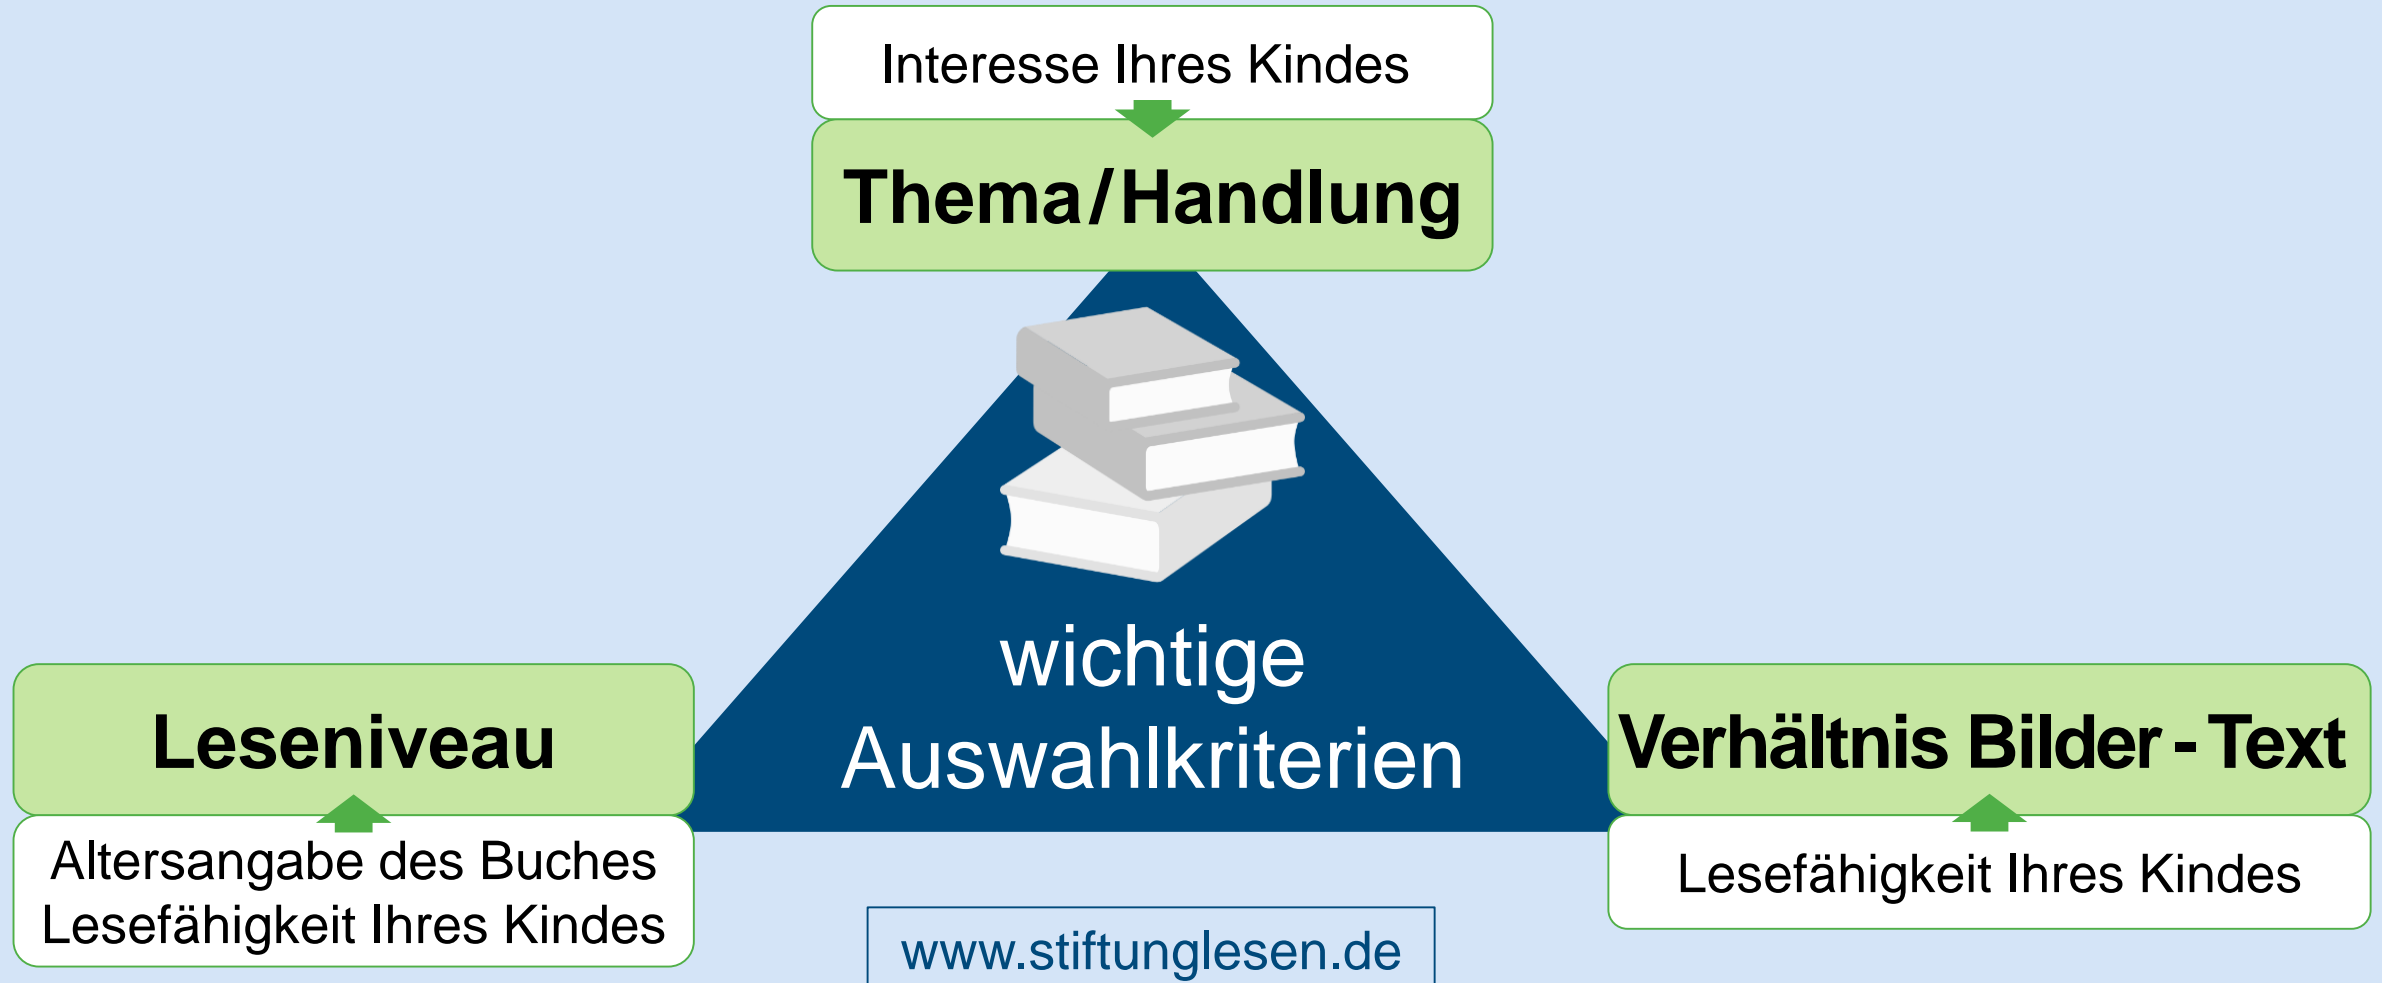 Interesse Ihres Kindes
Thema/Handlung
wichtige
Auswahlkriterien
Leseniveau
Altersangabe des Buches
Lesefähigkeit Ihres Kindes
Verhältnis Bilder - Text
Lesefähigkeit Ihres Kindes
www.stiftunglesen.de